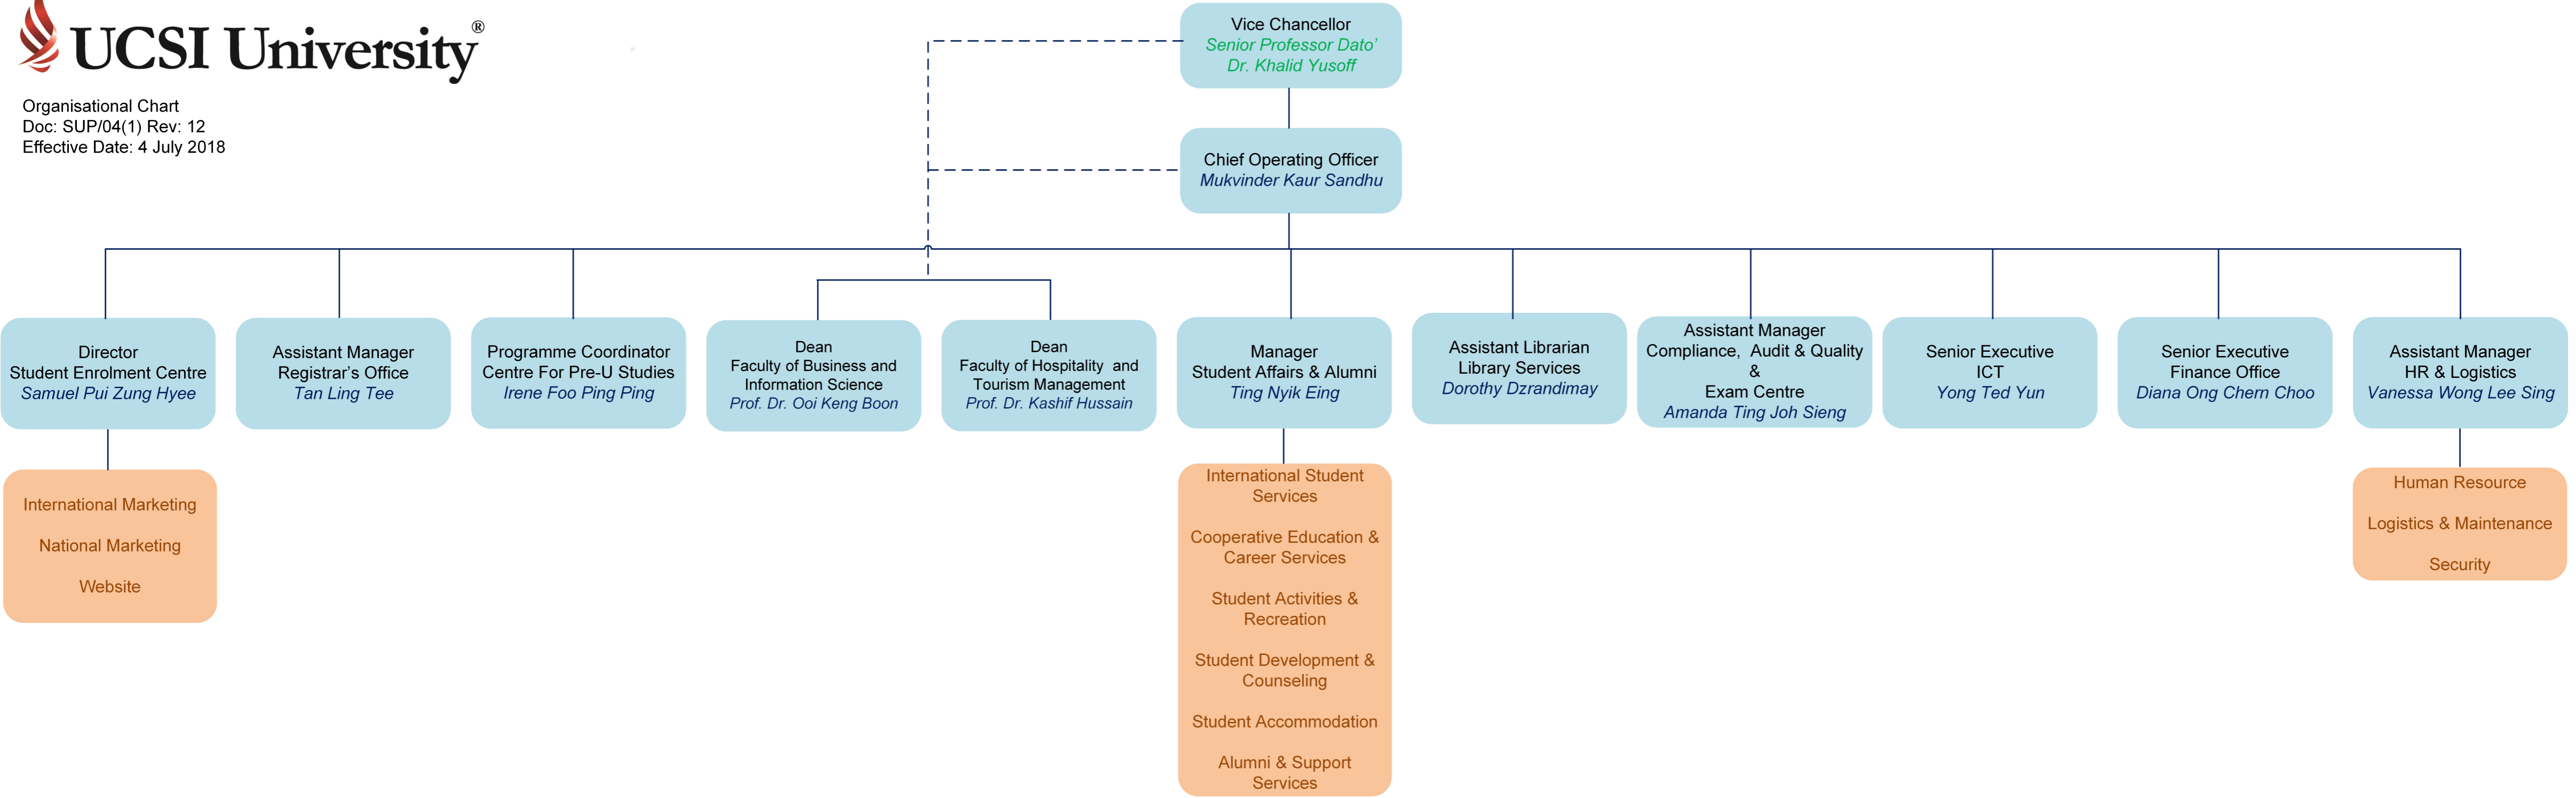 UCSI University®
Organisational Chart
Doc: SUP/04(1) Rev: 12
Effective Date: 4 July 2018
Vice Chancellor
Senior Professor Dato’
Dr. Khalid Yusoff
Chief Operating Officer
Mukvinder Kaur Sandhu
Director
Student Enrolment Centre
Samuel Pui Zung Hyee
Assistant Manager
Registrar’s Office
Tan Ling Tee
Programme Coordinator
Centre For Pre-U Studies
Irene Foo Ping Ping
Dean
Faculty of Business and
Information Science
Prof. Dr. Ooi Keng Boon
Dean
Faculty of Hospitality and
Tourism Management
Prof. Dr. Kashif Hussain
Manager
Student Affairs & Alumni
Ting Nyik Eing
Assistant Librarian
Library Services
Dorothy Dzrandimay
Assistant Manager
Compliance, Audit & Quality
&
Exam Centre
Amanda Ting Joh Sieng
Senior Executive
ICT
Yong Ted Yun
Senior Executive
Finance Office
Diana Ong Chern Choo
Assistant Manager
HR & Logistics
Vanessa Wong Lee Sing
International Marketing
National Marketing
Website
International Student
Services
Cooperative Education &
Career Services
Student Activities &
Recreation
Student Development &
Counseling
Student Accommodation
Alumni & Support
Services
Human Resource
Logistics & Maintenance
Security